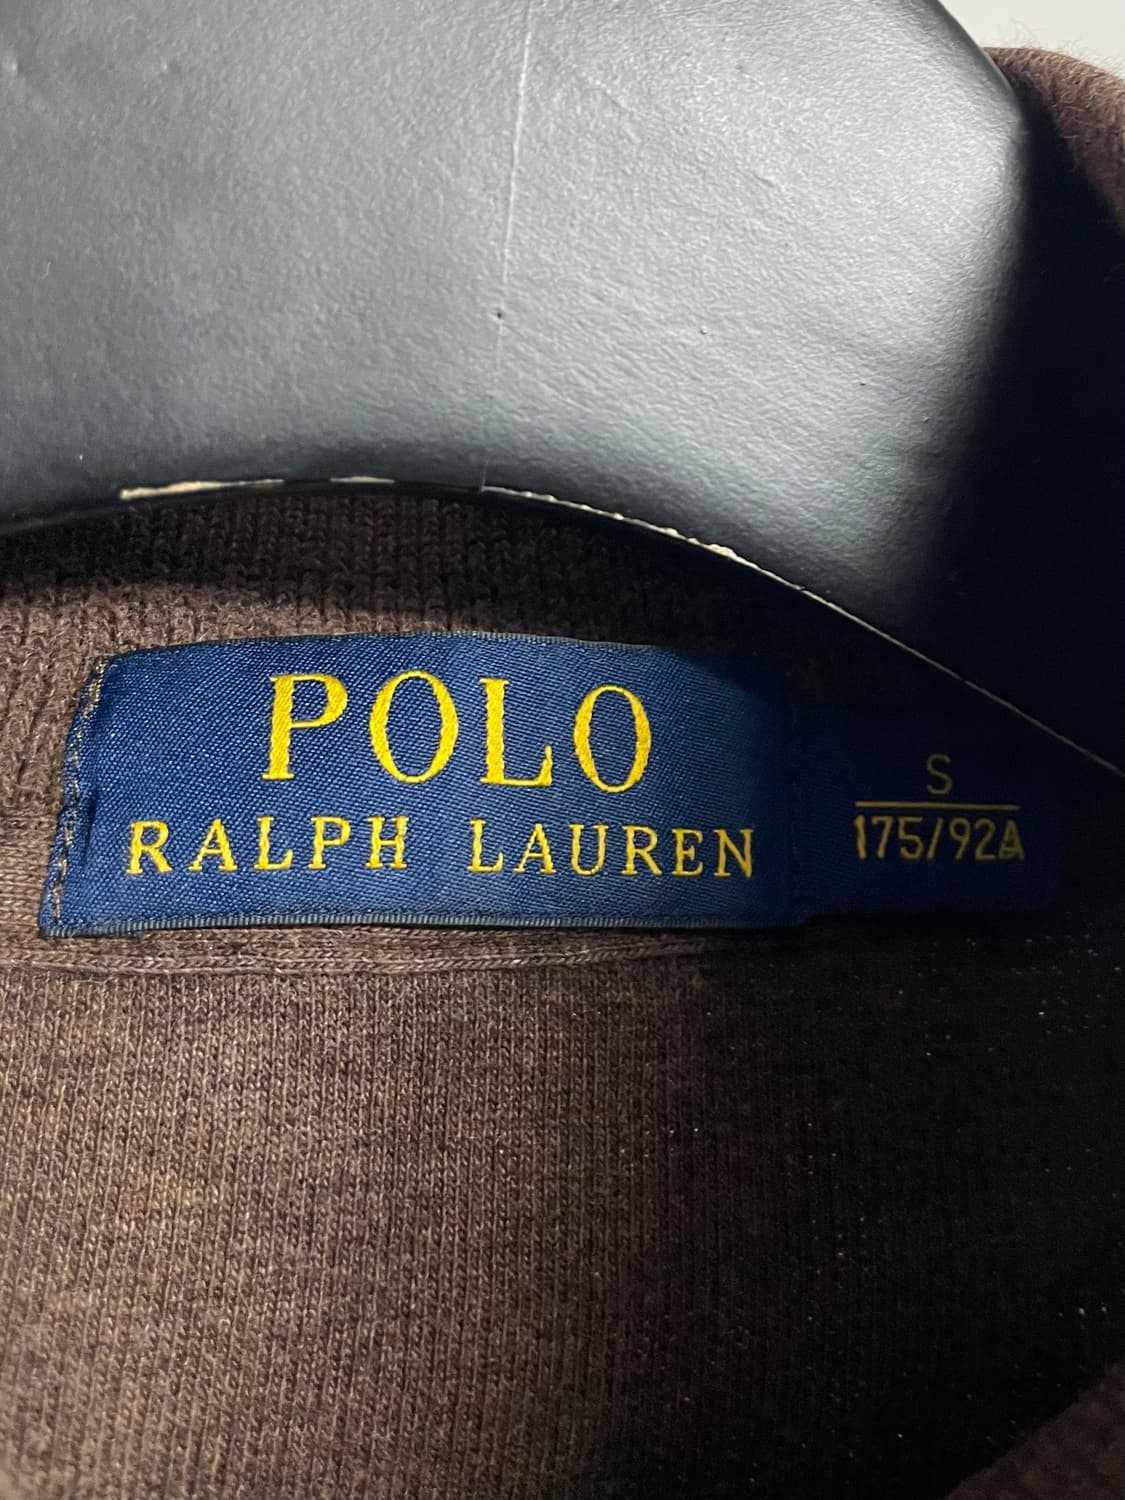 POLO
RALPH LAUREN
S
175/92A